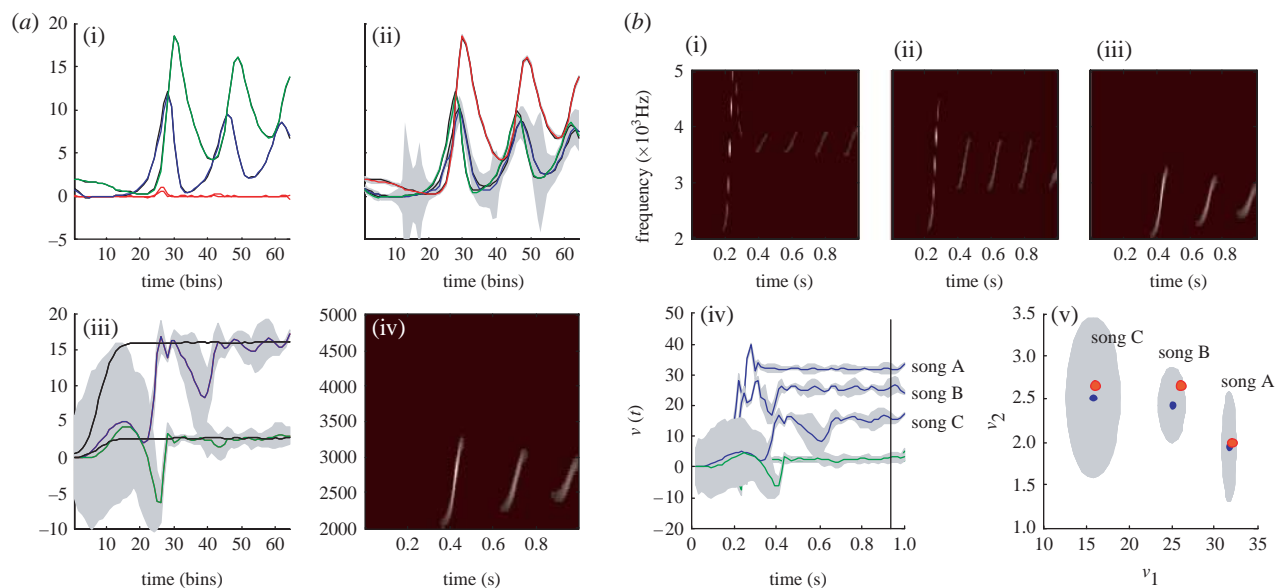 (a)
(i)
20
15
10
5
0
–5
10 20 30 40 50 60
time (bins)
(ii)
10 20 30 40 50 60
time (bins)
(iii)
20
15
10
5
0
–5
–10
20 40 60
time (bins)
(iv)
5000
4500
4000
3500
3000
2500
2000
0.2 0.4 0.6 0.8
time (s)
(b)
(i)
frequency (×10³Hz)
5
4
3
2
0.2 0.4 0.6 0.8
time (s)
(ii)
0.2 0.4 0.6 0.8
time (s)
(iii)
0.2 0.4 0.6 0.8
time (s)
(iv)
v (t)
50
40
30
20
10
0
–10
–20
song A
song B
song C
0 0.2 0.4 0.6 0.8 1.0
time (s)
(v)
v₂
3.5
3.0
2.5
2.0
1.5
1.0
song C
song B
song A
10 15 20 25 30 35
v₁